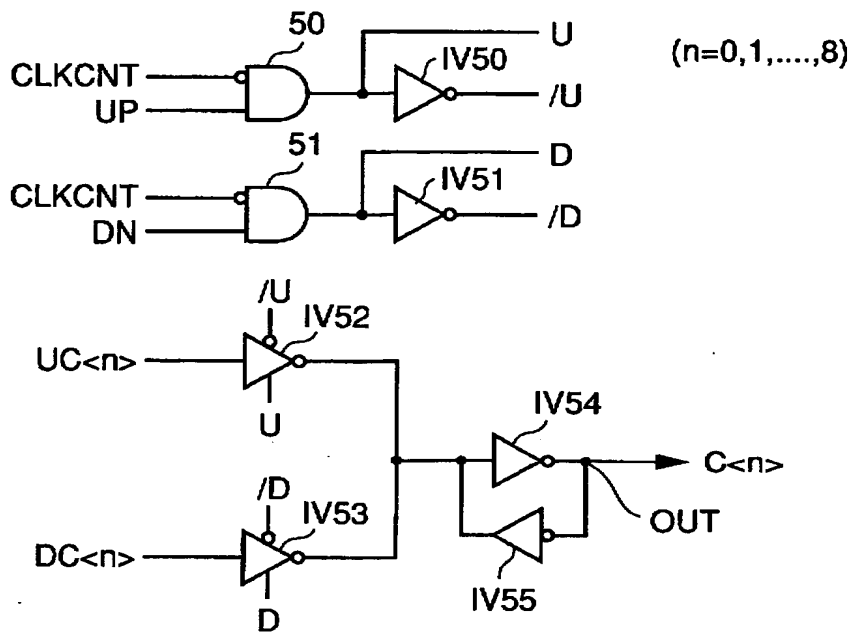 50
U
(n=0,1,....,8)
CLKCNT
IV50
UP
/U
51
D
CLKCNT
IV51
DN
/D
/U
IV52
UC<n>
U
IV54
C<n>
/D
IV53
OUT
DC<n>
IV55
D